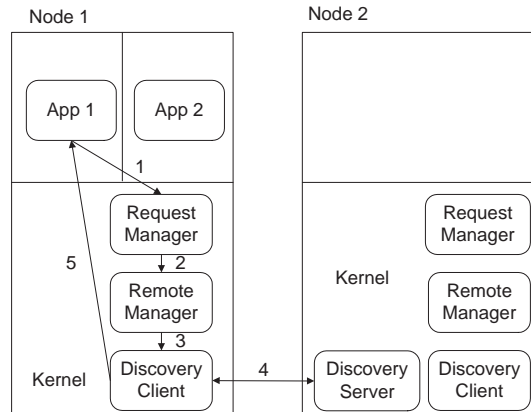 Node 1
Node 2
App 1
App 2
1
Request
Manager
2
Remote
Manager
3
5
Kernel
Discovery
Client
4
Request
Manager
Kernel
Remote
Manager
Discovery
Server
Discovery
Client